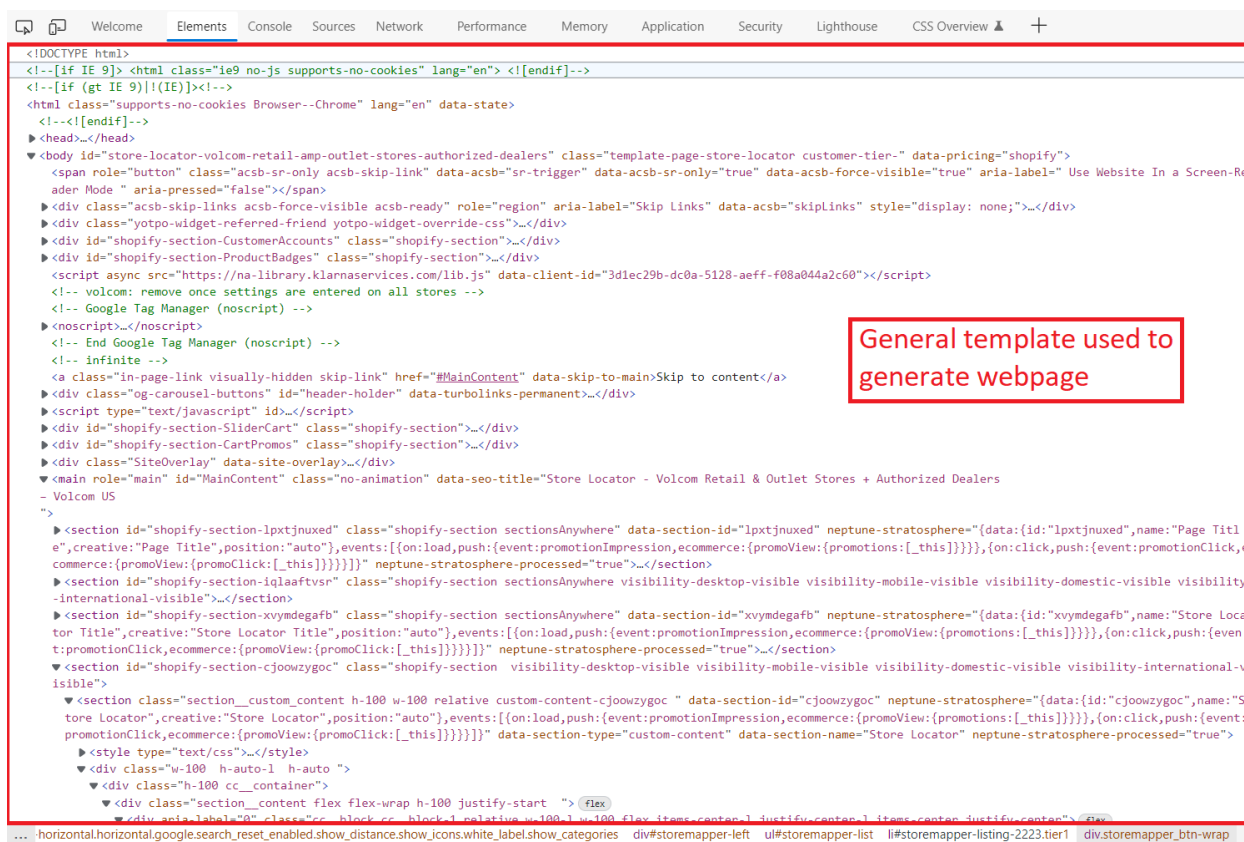 Welcome Elements Console Sources Network Performance Memory Application Security Lighthouse CSS Overview
<!DOCTYPE html>
<!--[if IE 9]> <html class="ie9 no-js supports-no-cookies" lang="en"> <![endif]-->
<!--[if (gt IE 9)|!(IE)]><!-->
<html class="supports-no-cookies Browser--Chrome" lang="en" data-state>
<!--<![endif]-->
<head>…</head>
<body id="store-locator-volcom-retail-amp-outlet-stores-authorized-dealers" class="template-page-store-locator customer-tier-" data-pricing="shopify">
<span role="button" class="acsb-sr-only acsb-skip-link" data-acsb="sr-trigger" data-acsb-sr-only="true" data-acsb-force-visible="true" aria-label=" Use Website In a Screen-Re
ader Mode " aria-pressed="false"></span>
<div class="acsb-skip-links acsb-force-visible acsb-ready" role="region" aria-label="Skip Links" data-acsb="skipLinks" style="display: none;">…</div>
<div class="yotpo-widget-referred-friend yotpo-widget-override-css">…</div>
<div id="shopify-section-CustomerAccounts" class="shopify-section">…</div>
<div id="shopify-section-ProductBadges" class="shopify-section">…</div>
<script async src="https://na-library.klarnaservices.com/lib.js" data-client-id="3d1ec29b-dc0a-5128-aeff-f08a044a2c60"></script>
<!-- volcom: remove once settings are entered on all stores -->
<!-- Google Tag Manager (noscript) -->
<noscript>…</noscript>
<!-- End Google Tag Manager (noscript) -->
<!-- infinite -->
General template used to
generate webpage
<a class="in-page-link visually-hidden skip-link" href="#MainContent" data-skip-to-main>Skip to content</a>
<div class="og-carousel-buttons" id="header-holder" data-turbolinks-permanent>…</div>
<script type="text/javascript" id>…</script>
<div id="shopify-section-SliderCart" class="shopify-section">…</div>
<div id="shopify-section-CartPromos" class="shopify-section">…</div>
<div class="SiteOverlay" data-site-overlay>…</div>
<main role="main" id="MainContent" class="no-animation" data-seo-title="Store Locator - Volcom Retail & Outlet Stores + Authorized Dealers
– Volcom US
">
<section id="shopify-section-lpxtjnuxed" class="shopify-section sectionsAnywhere" data-section-id="lpxtjnuxed" neptune-stratosphere="{data:{id:"lpxtjnuxed",name:"Page Titl
e",creative:"Page Title",position:"auto"},events:[{on:load,push:{event:promotionImpression,ecommerce:{promoView:{promotions:[_this]}}}},{on:click,push:{event:promotionClick,e
commerce:{promoView:{promoClick:[_this]}}}}]}" neptune-stratosphere-processed="true">…</section>
<section id="shopify-section-iqlaaftvsr" class="shopify-section sectionsAnywhere visibility-desktop-visible visibility-mobile-visible visibility-domestic-visible visibility
-international-visible">…</section>
<section id="shopify-section-xvymdegafb" class="shopify-section sectionsAnywhere" data-section-id="xvymdegafb" neptune-stratosphere="{data:{id:"xvymdegafb",name:"Store Loca
tor Title",creative:"Store Locator Title",position:"auto"},events:[{on:load,push:{event:promotionImpression,ecommerce:{promoView:{promotions:[_this]}}}},{on:click,push:{even
t:promotionClick,ecommerce:{promoView:{promoClick:[_this]}}}}]}" neptune-stratosphere-processed="true">…</section>
<section id="shopify-section-cjoowzygoc" class="shopify-section visibility-desktop-visible visibility-mobile-visible visibility-domestic-visible visibility-international-v
isible">
<section class="section__custom_content h-100 w-100 relative custom-content-cjoowzygoc " data-section-id="cjoowzygoc" neptune-stratosphere="{data:{id:"cjoowzygoc",name:"S
tore Locator",creative:"Store Locator",position:"auto"},events:[{on:load,push:{event:promotionImpression,ecommerce:{promoView:{promotions:[_this]}}}},{on:click,push:{event:
promotionClick,ecommerce:{promoView:{promoClick:[_this]}}}}]}" data-section-type="custom-content" data-section-name="Store Locator" neptune-stratosphere-processed="true">
<style type="text/css">…</style>
<div class="w-100 h-auto-l h-auto ">
<div class="h-100 cc__container">
<div class="section__content flex flex-wrap h-100 justify-start "> flex
<div aria-label="0" class="cc__block cc__block-1 relative w-100-l w-100 flex items-center-l justify-center-l items-center justify-center"> flex
... horizontal.horizontal.google.search_reset_enabled.show_distance.show_icons.white_label.show_categories div#storemapper-left ul#storemapper-list li#storemapper-listing-2223.tier1 div.storemapper_btn-wrap